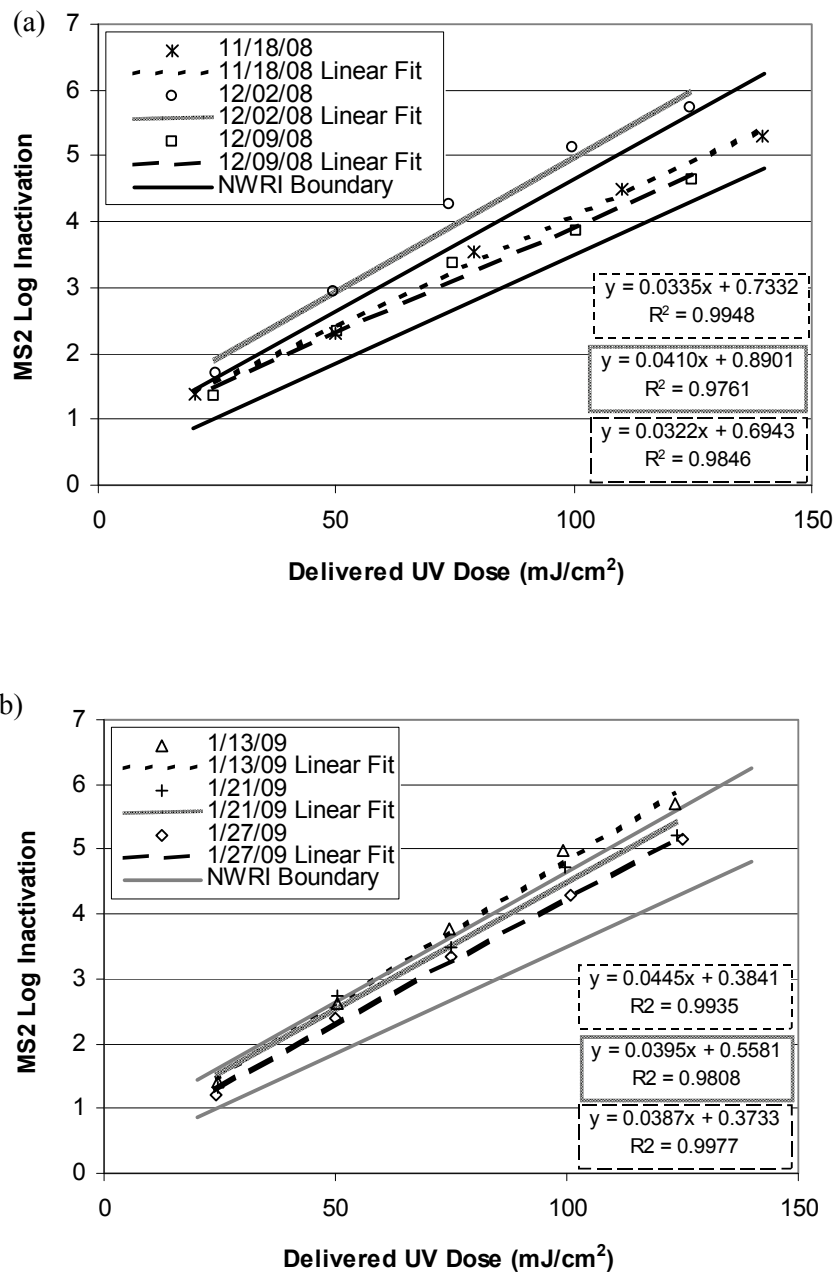 (a)
7
6
5
4
3
2
1
0
MS2 Log Inactivation
11/18/08
11/18/08 Linear Fit
12/02/08
12/02/08 Linear Fit
12/09/08
12/09/08 Linear Fit
NWRI Boundary
y = 0.0335x + 0.7332
R² = 0.9948
y = 0.0410x + 0.8901
R² = 0.9761
y = 0.0322x + 0.6943
R² = 0.9846
0 50 100 150
Delivered UV Dose (mJ/cm²)
b)
7
6
5
4
3
2
1
0
MS2 Log Inactivation
1/13/09
1/13/09 Linear Fit
1/21/09
1/21/09 Linear Fit
1/27/09
1/27/09 Linear Fit
NWRI Boundary
y = 0.0445x + 0.3841
R2 = 0.9935
y = 0.0395x + 0.5581
R2 = 0.9808
y = 0.0387x + 0.3733
R2 = 0.9977
0 50 100 150
Delivered UV Dose (mJ/cm²)